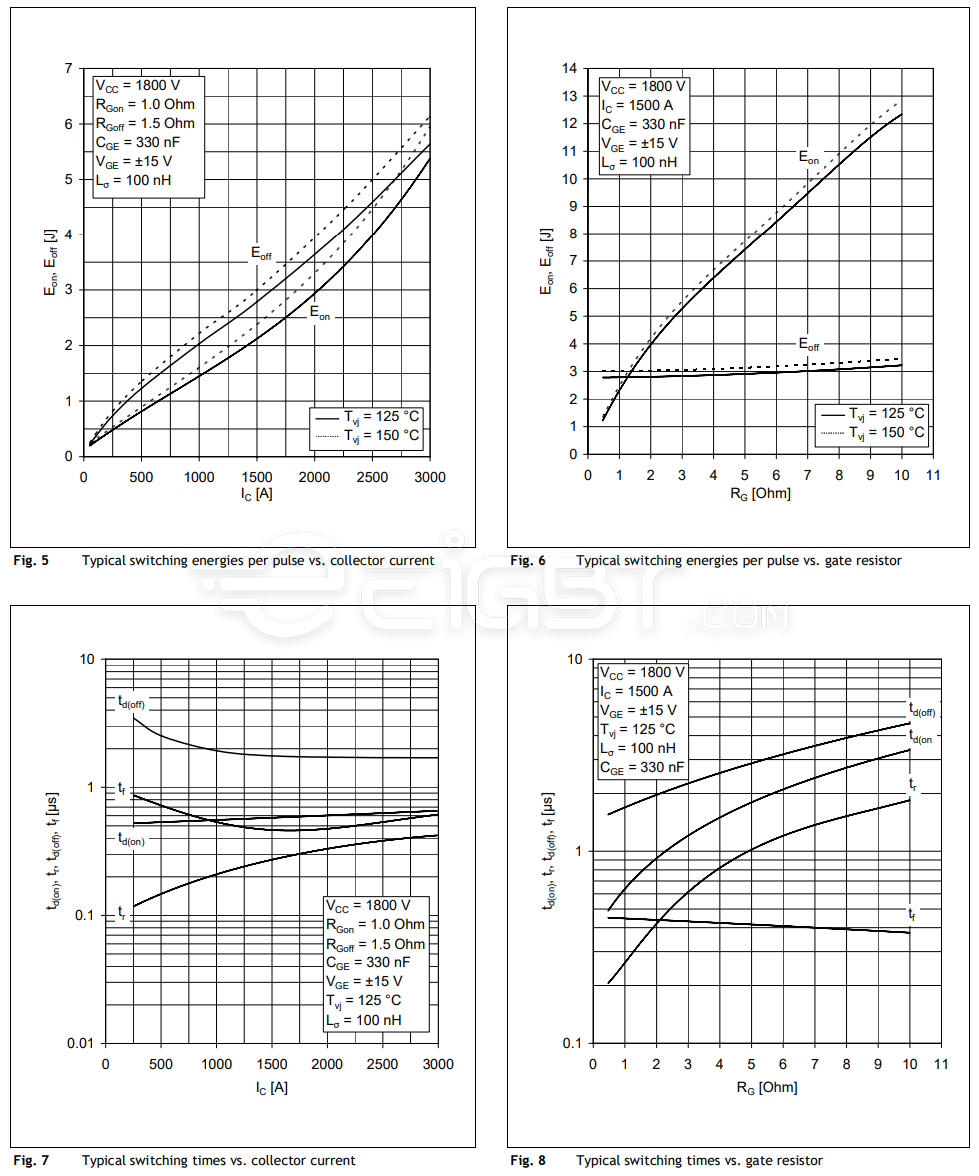 7
6
5
4
3
2
1
0
V_CC = 1800 V
R_Gon = 1.0 Ohm
R_Goff = 1.5 Ohm
C_GE = 330 nF
V_GE = ±15 V
L_σ = 100 nH
E_on, E_off [J]
E_off
E_on
T_vj = 125 °C
T_vj = 150 °C
0 500 1000 1500 2000 2500 3000
I_C [A]
Fig. 5 Typical switching energies per pulse vs. collector current
14
13
12
11
10
9
8
7
6
5
4
3
2
1
0
V_CC = 1800 V
I_C = 1500 A
C_GE = 330 nF
V_GE = ±15 V
L_σ = 100 nH
E_on, E_off [J]
E_on
E_off
T_vj = 125 °C
T_vj = 150 °C
0 1 2 3 4 5 6 7 8 9 10 11
R_G [Ohm]
Fig. 6 Typical switching energies per pulse vs. gate resistor
eciGBT.COM
10
1
0.1
0.01
t_d(on), t_r, t_d(off), t_f [µs]
t_d(off)
t_f
t_d(on)
t_r
V_CC = 1800 V
R_Gon = 1.0 Ohm
R_Goff = 1.5 Ohm
C_GE = 330 nF
V_GE = ±15 V
T_vj = 125 °C
L_σ = 100 nH
0 500 1000 1500 2000 2500 3000
I_C [A]
Fig. 7 Typical switching times vs. collector current
10
1
0.1
V_CC = 1800 V
I_C = 1500 A
V_GE = ±15 V
T_vj = 125 °C
L_σ = 100 nH
C_GE = 330 nF
t_d(on), t_r, t_d(off), t_f [µs]
t_d(off)
t_d(on
t_r
t_f
0 1 2 3 4 5 6 7 8 9 10 11
R_G [Ohm]
Fig. 8 Typical switching times vs. gate resistor